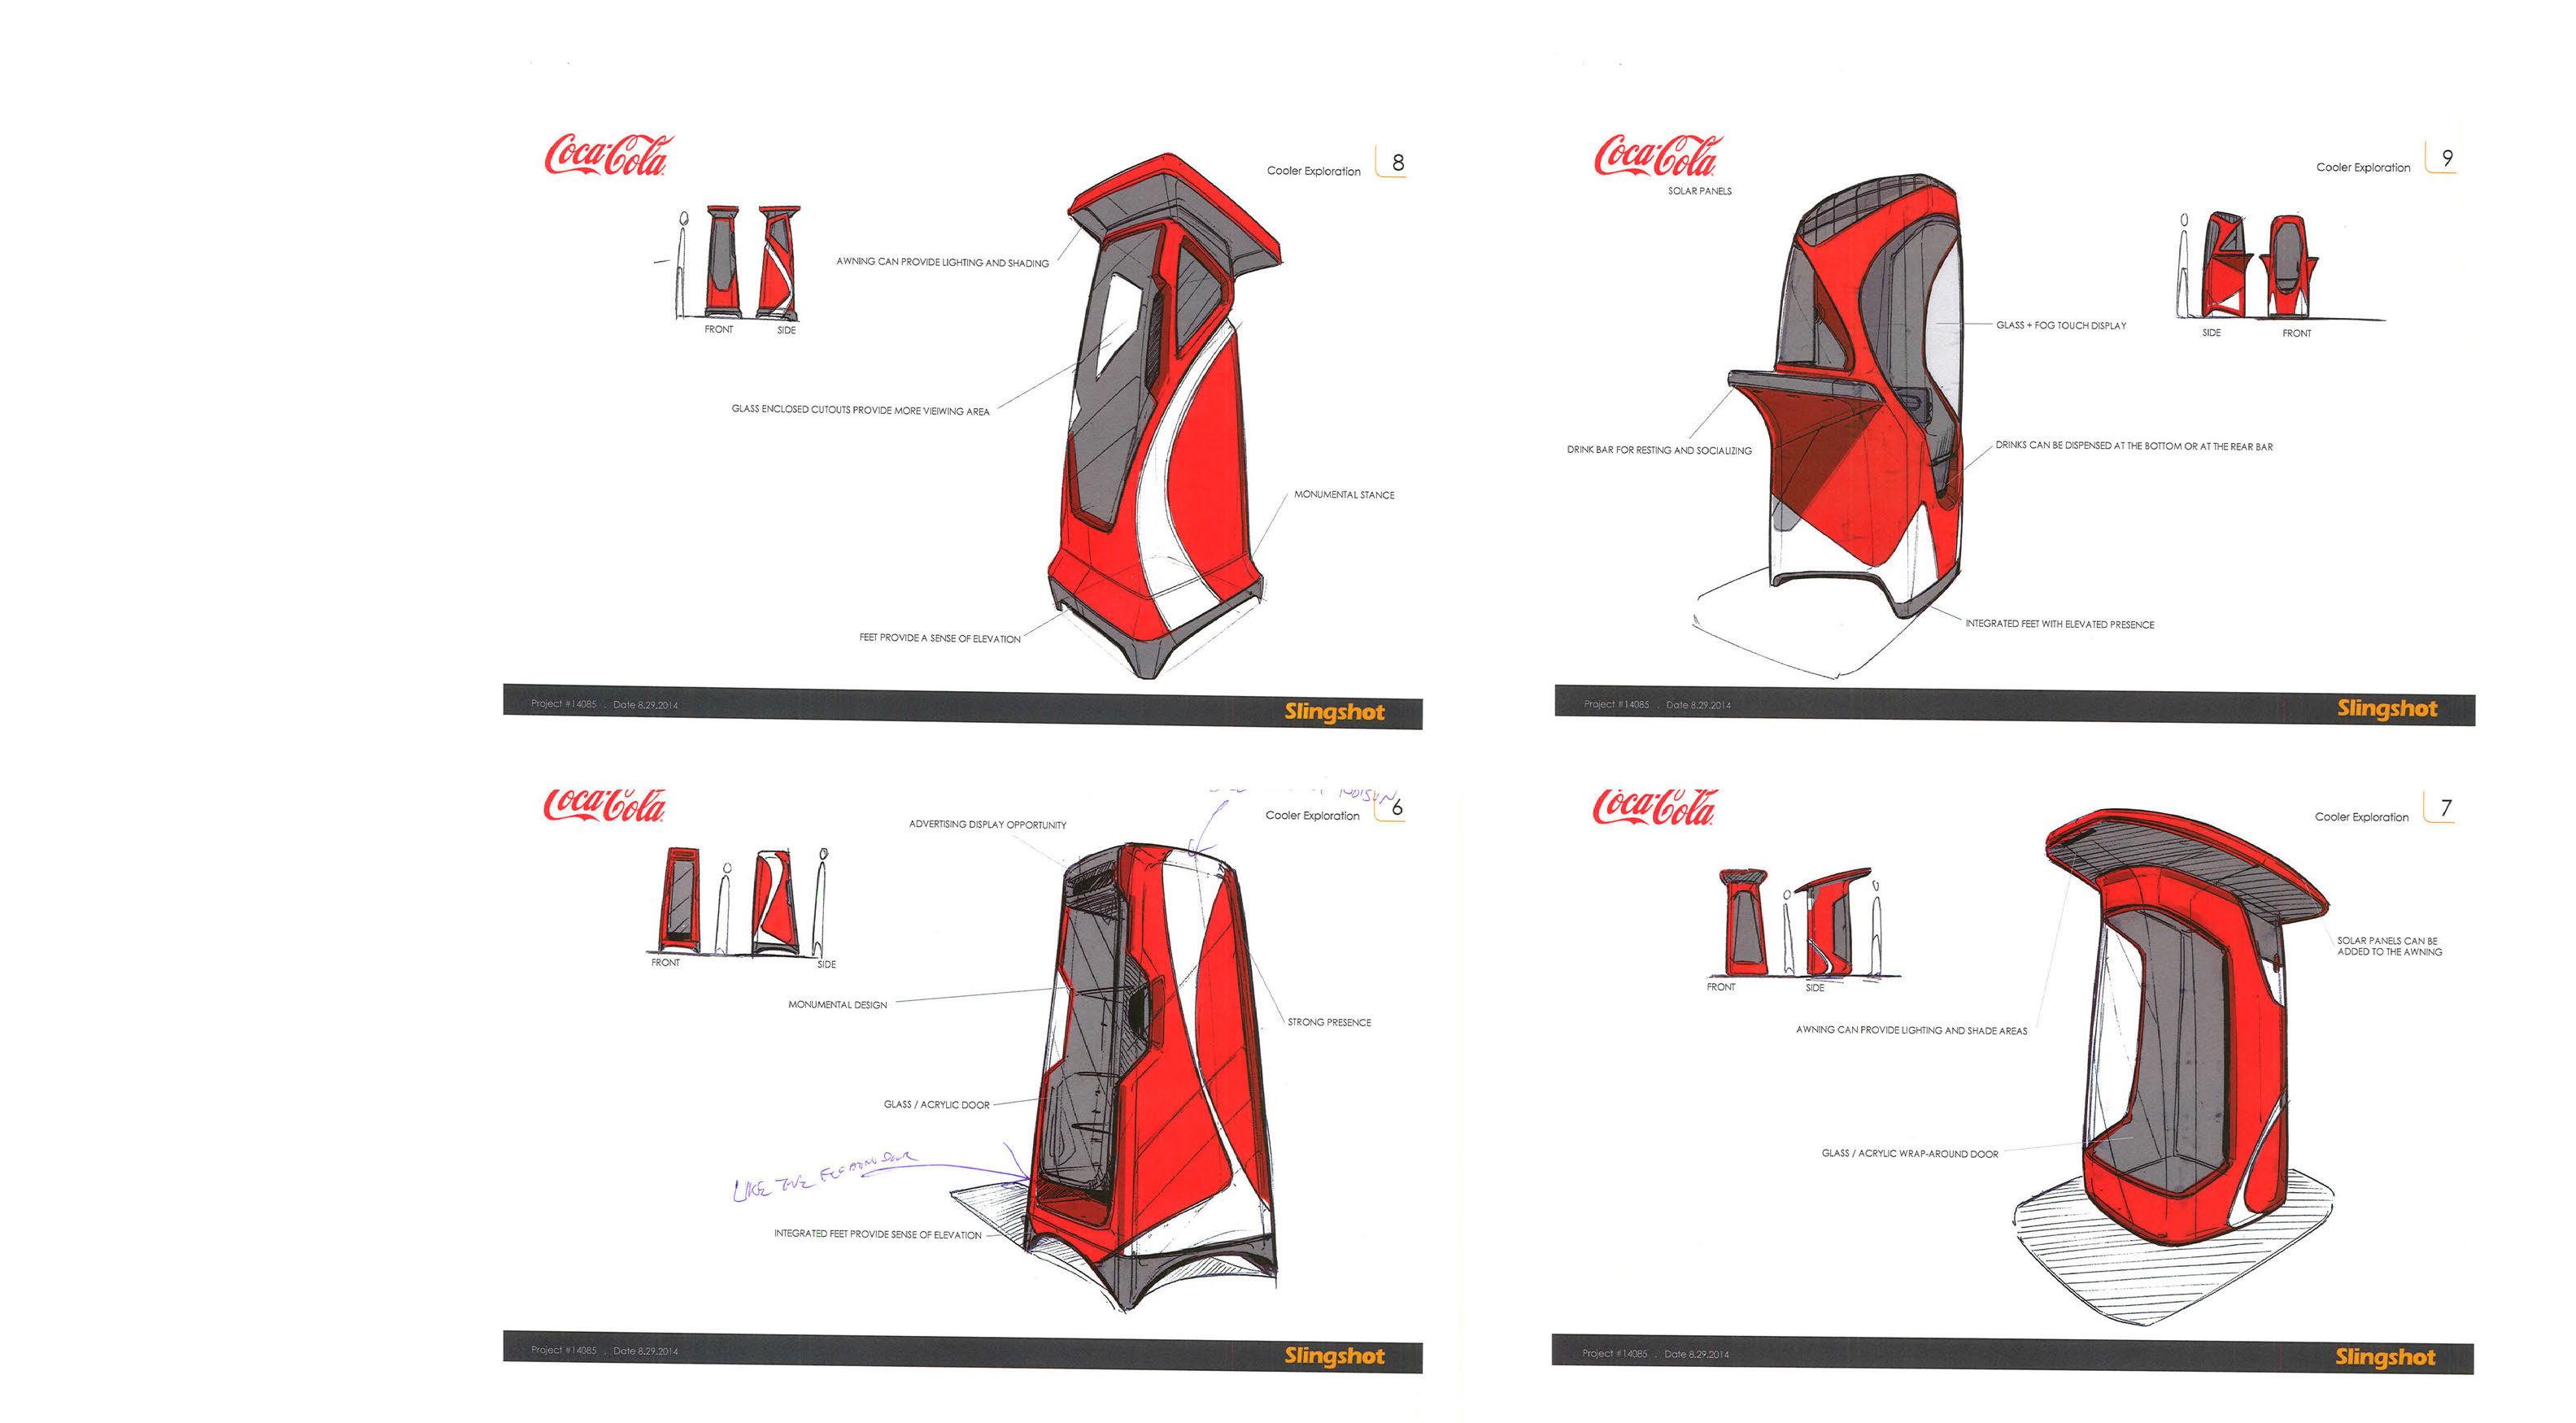 Coca-Cola
Cooler Exploration
8
FRONT
SIDE
AWNING CAN PROVIDE LIGHTING AND SHADING
GLASS ENCLOSED CUTOUTS PROVIDE MORE VIEIWING AREA
MONUMENTAL STANCE
FEET PROVIDE A SENSE OF ELEVATION
Project #14085 . Date 8.29.2014
Slingshot
Coca-Cola
SOLAR PANELS
Cooler Exploration
9
SIDE
FRONT
GLASS + FOG TOUCH DISPLAY
DRINK BAR FOR RESTING AND SOCIALIZING
DRINKS CAN BE DISPENSED AT THE BOTTOM OR AT THE REAR BAR
INTEGRATED FEET WITH ELEVATED PRESENCE
Project #14085 . Date 8.29.2014
Slingshot
Coca-Cola
Cooler Exploration
6
ADVERTISING DISPLAY OPPORTUNITY
FRONT
SIDE
MONUMENTAL DESIGN
STRONG PRESENCE
GLASS / ACRYLIC DOOR
LIKE THE
INTEGRATED FEET PROVIDE SENSE OF ELEVATION
Project #14085 . Date 8.29.2014
Slingshot
Coca-Cola
Cooler Exploration
7
FRONT
SIDE
SOLAR PANELS CAN BE
ADDED TO THE AWNING
AWNING CAN PROVIDE LIGHTING AND SHADE AREAS
GLASS / ACRYLIC WRAP-AROUND DOOR
Project #14085 . Date 8.29.2014
Slingshot